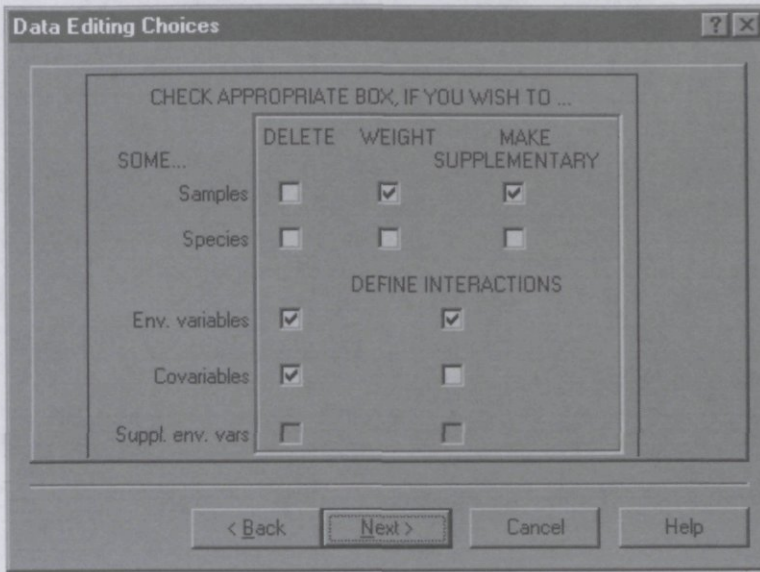 Data Editing Choices
CHECK APPROPRIATE BOX, IF YOU WISH TO ...
DELETE WEIGHT MAKE
SOME... SUPPLEMENTARY
Samples
Species
DEFINE INTERACTIONS
Env. variables
Covariables
Suppl. env. vars
< Back Next > Cancel Help